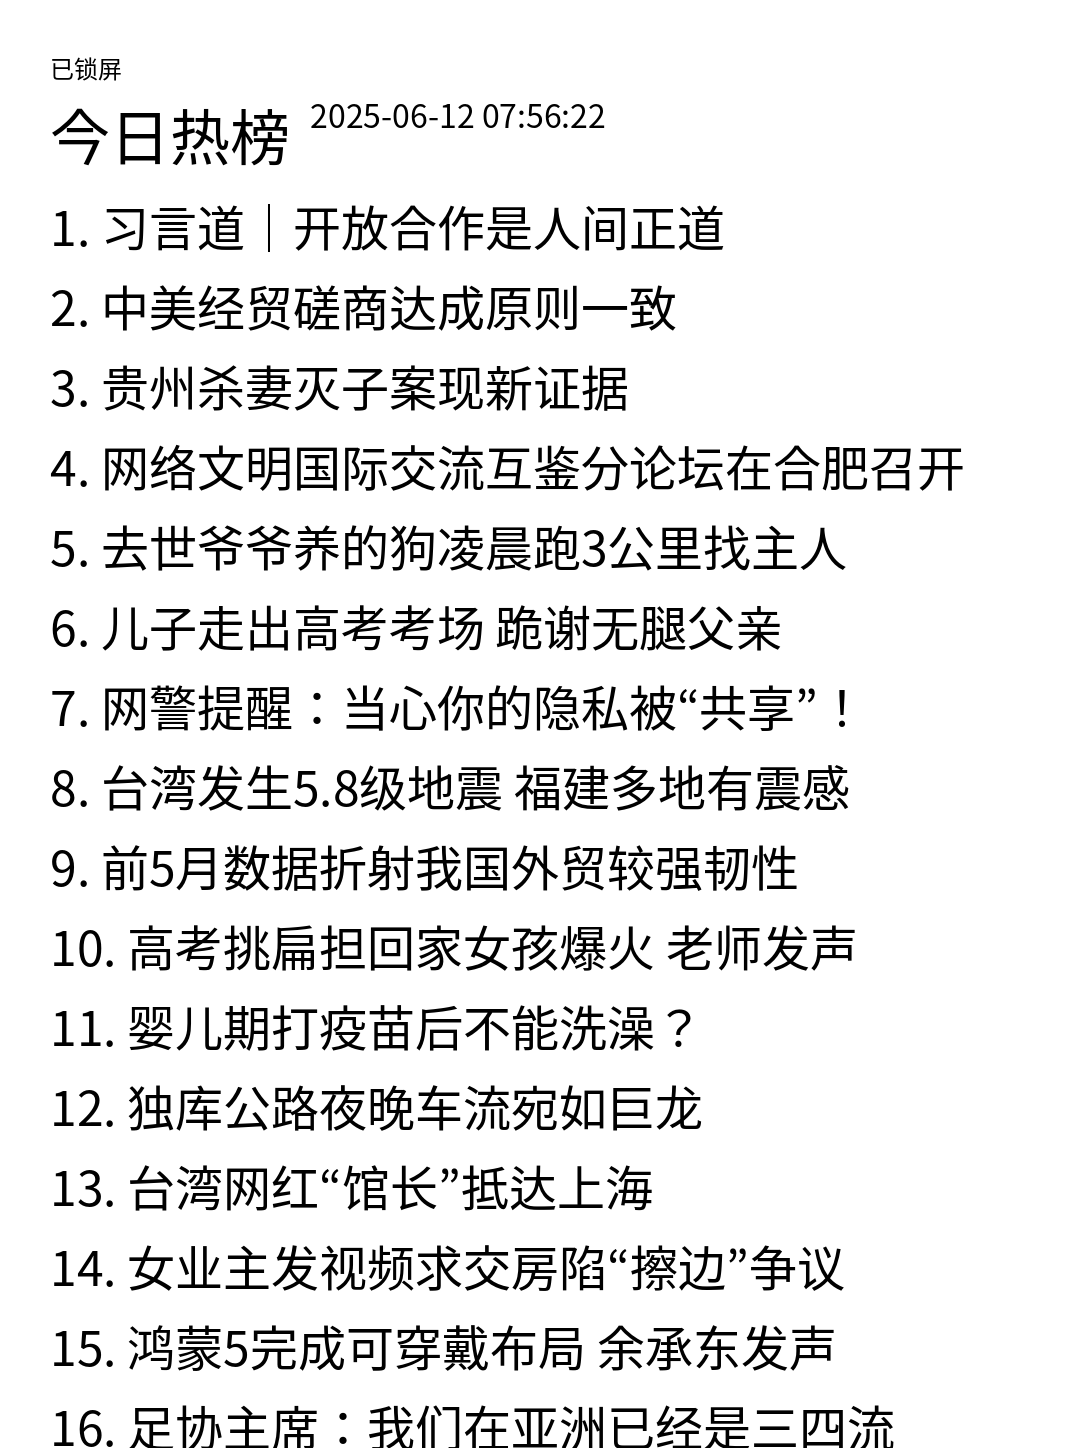 已锁屏
今日热榜 2025-06-12 07:56:22
1. 习言道｜开放合作是人间正道
2. 中美经贸磋商达成原则一致
3. 贵州杀妻灭子案现新证据
4. 网络文明国际交流互鉴分论坛在合肥召开
5. 去世爷爷养的狗凌晨跑3公里找主人
6. 儿子走出高考考场 跪谢无腿父亲
7. 网警提醒：当心你的隐私被“共享”！
8. 台湾发生5.8级地震 福建多地有震感
9. 前5月数据折射我国外贸较强韧性
10. 高考挑扁担回家女孩爆火 老师发声
11. 婴儿期打疫苗后不能洗澡？
12. 独库公路夜晚车流宛如巨龙
13. 台湾网红“馆长”抵达上海
14. 女业主发视频求交房陷“擦边”争议
15. 鸿蒙5完成可穿戴布局 余承东发声
16. 足协主席：我们在亚洲已经是三四流